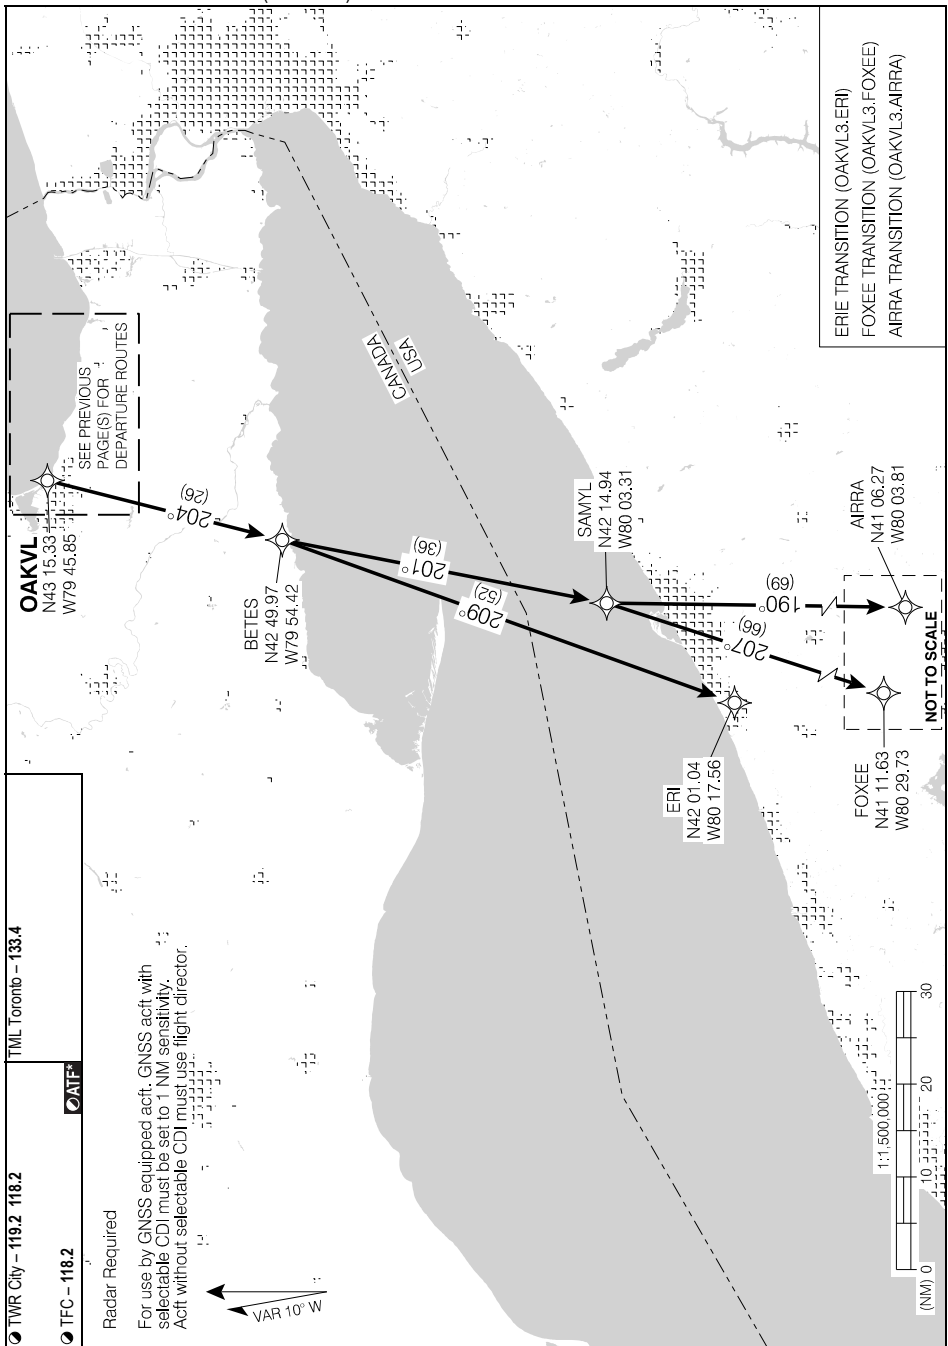 TWR City – 119.2 118.2
TML Toronto – 133.4
TFC – 118.2
ATF*
Radar Required
For use by GNSS equipped acft. GNSS acft with
selectable CDI must be set to 1 NM sensitivity.
Acft without selectable CDI must use flight director.
VAR 10° W
OAKVL
N43 15.33
W79 45.85
SEE PREVIOUS
PAGE(S) FOR
DEPARTURE ROUTES
204°
(26)
BETES
N42 49.97
W79 54.42
201°
(36)
209°
(52)
CANADA
USA
SAMYL
N42 14.94
W80 03.31
ERI
N42 01.04
W80 17.56
190°
(69)
207°
(66)
AIRRA
N41 06.27
W80 03.81
FOXEE
N41 11.63
W80 29.73
NOT TO SCALE
ERIE TRANSITION (OAKVL3.ERI)
FOXEE TRANSITION (OAKVL3.FOXEE)
AIRRA TRANSITION (OAKVL3.AIRRA)
1:1,500,000
(NM) 0 10 20 30